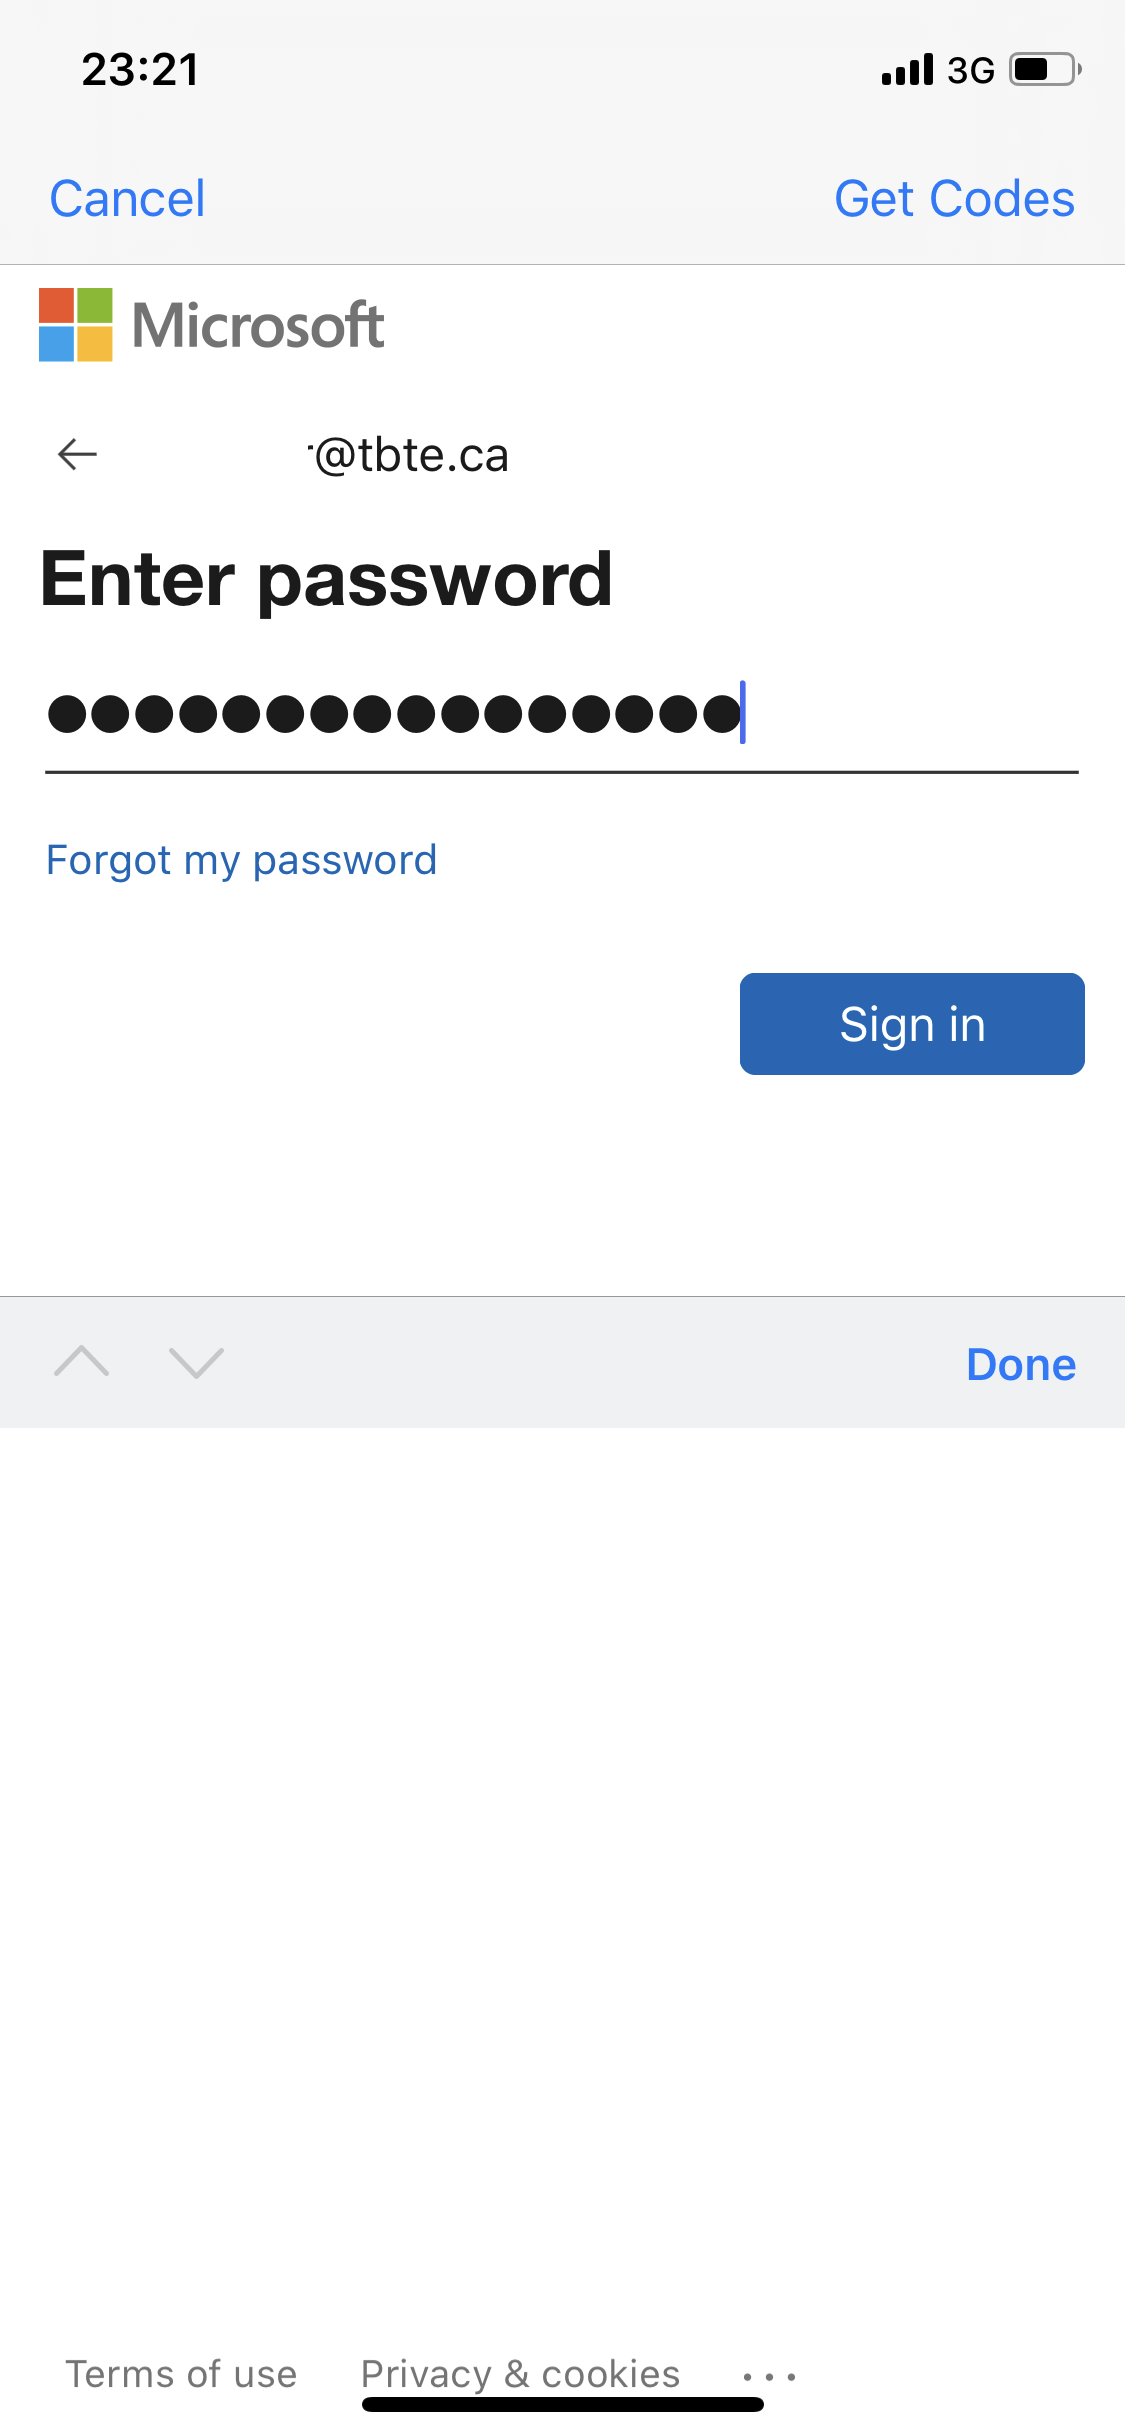 23:21 3G
Cancel Get Codes
Microsoft
@tbte.ca
Enter password
Forgot my password
Sign in
Done
Terms of use Privacy & cookies ...